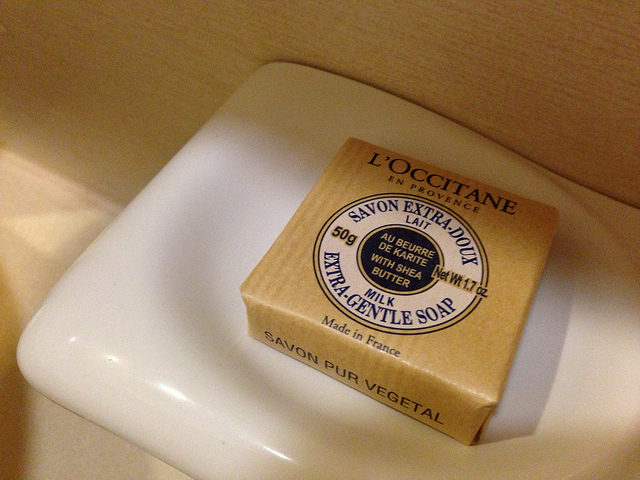 L'OCCITANE
EN PROVENCE
SAVON EXTRA-DOUX
LAIT
50g
AU BEURRE
DE KARITE
WITH SHEA
BUTTER
Net Wt 1.7 oz.
MILK
EXTRA-GENTLE SOAP
Made in France
SAVON PUR VEGETAL